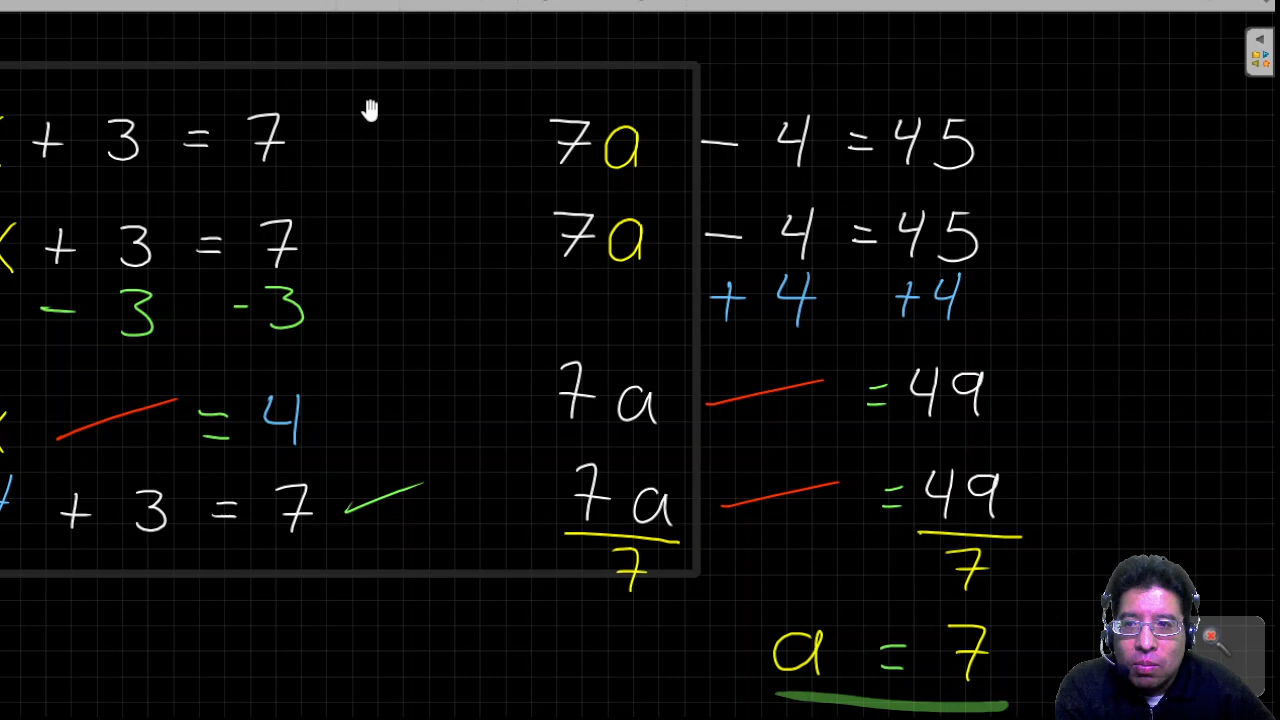 x + 3 = 7
x + 3 = 7
- 3 - 3
= 4
+ 3 = 7
7a - 4 = 45
7a - 4 = 45
+ 4 + 4
7a = 49
7a = 49
7 7
a = 7